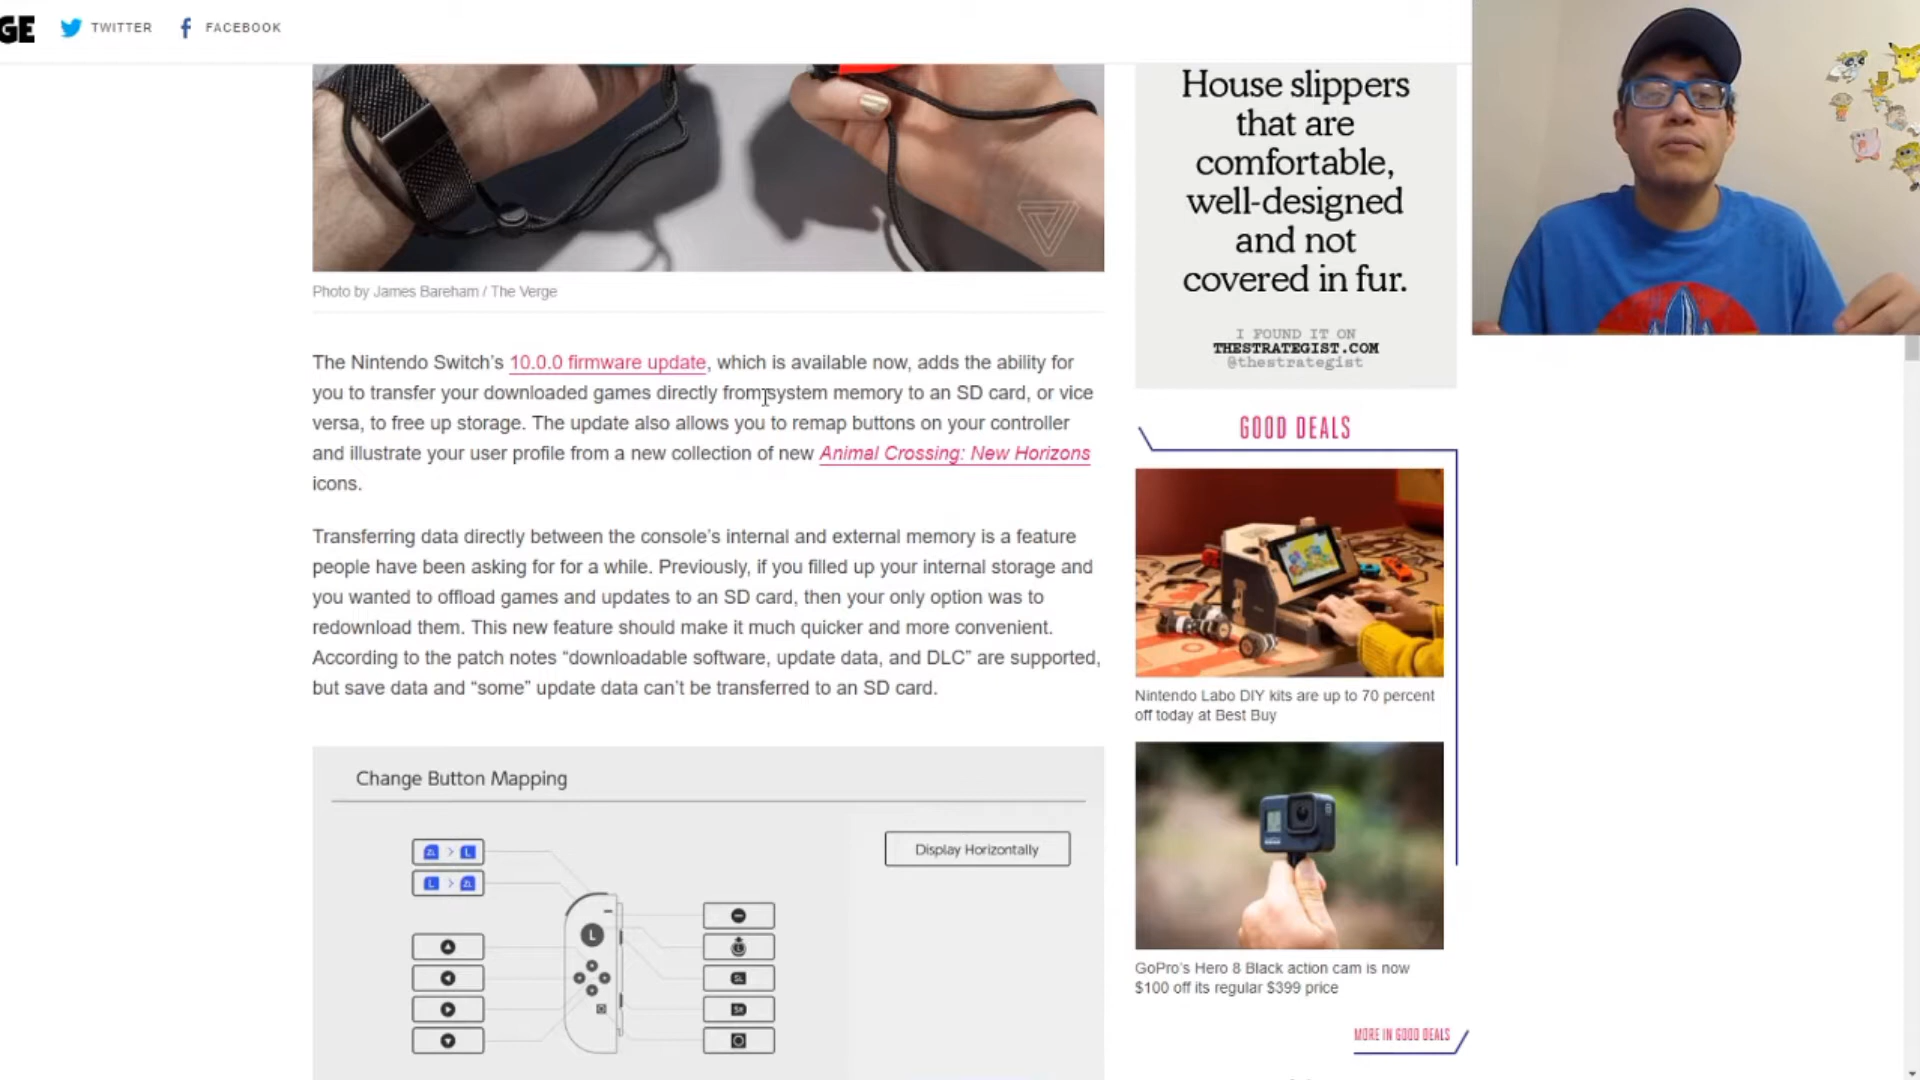 GE
TWITTER
FACEBOOK
House slippers
that are
comfortable,
well-designed
and not
covered in fur.
I FOUND IT ON
THESTRATEGIST.COM
@thestrategist
Photo by James Bareham / The Verge
The Nintendo Switch's 10.0.0 firmware update, which is available now, adds the ability for
you to transfer your downloaded games directly from system memory to an SD card, or vice
versa, to free up storage. The update also allows you to remap buttons on your controller
and illustrate your user profile from a new collection of new Animal Crossing: New Horizons
icons.
Transferring data directly between the console's internal and external memory is a feature
people have been asking for for a while. Previously, if you filled up your internal storage and
you wanted to offload games and updates to an SD card, then your only option was to
redownload them. This new feature should make it much quicker and more convenient.
According to the patch notes “downloadable software, update data, and DLC” are supported,
but save data and “some” update data can't be transferred to an SD card.
Change Button Mapping
Display Horizontally
ZL > L
L > ZL
L
L
SL
SR
GOOD DEALS
Nintendo Labo DIY kits are up to 70 percent
off today at Best Buy
GoPro's Hero 8 Black action cam is now
$100 off its regular $399 price
MORE IN GOOD DEALS